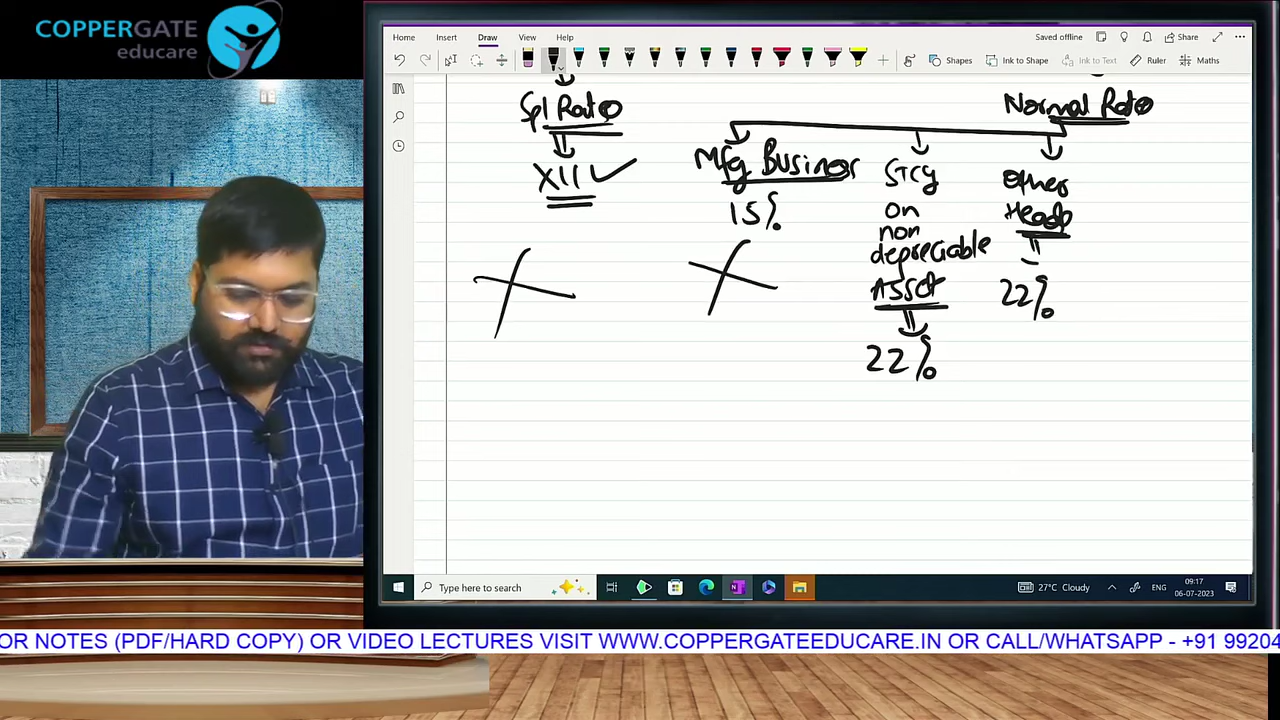 COPPERGATE
educare
Home Insert Draw View Help
Saved offline
Share
Shapes
Ink to Shape
Ink to Text
Ruler
Maths
Spl Rate
Normal Rate
XII
Mfg Business
15%
STCG
on
non
depreciable
Asset
22%
Other
Heads
22%
Type here to search
27°C Cloudy
ENG
09:17
06-07-2023
OR NOTES (PDF/HARD COPY) OR VIDEO LECTURES VISIT WWW.COPPERGATEEDUCARE.IN OR CALL/WHATSAPP - +91 99204